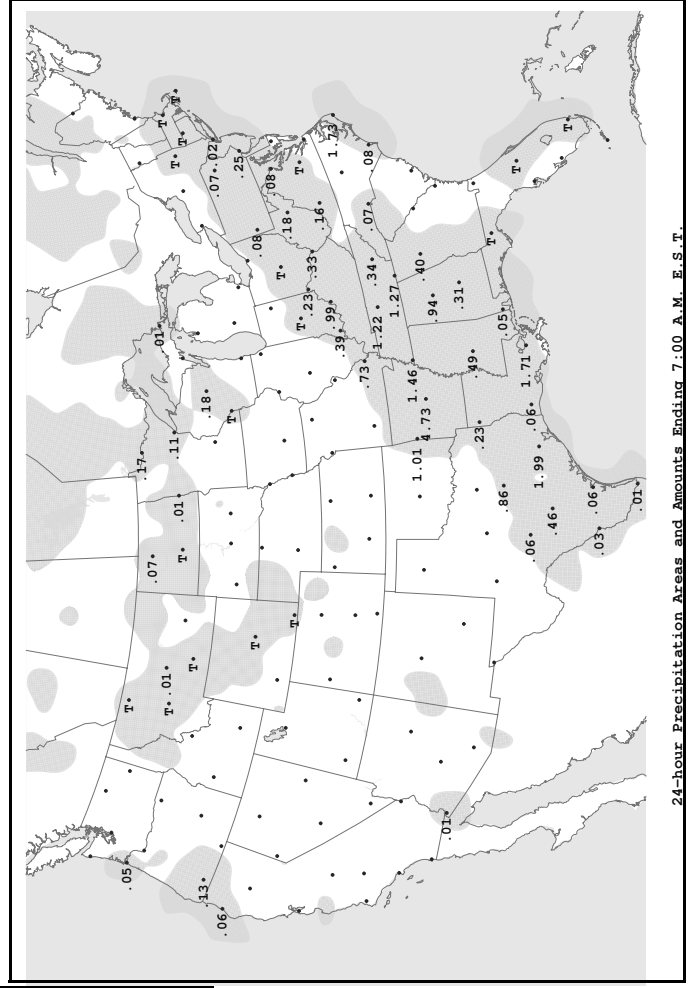 .05
T
.17
.07
.01
T
.01
T
.11
T
T
.01
T
T
T
.13
.18
.07
.02
.06
T
.25
T
.08
.08
T
.18
T
T
T
.23
.33
.16
.99
1.73
.39
.73
.07
.08
.34
1.22
1.27
1.46
1.01
.40
4.73
.94
.01
.31
.49
.23
T
.05
.86
T
1.71
.06
.06
1.99
.46
T
.06
.03
.01
24-hour Precipitation Areas and Amounts Ending 7:00 A.M. E.S.T.